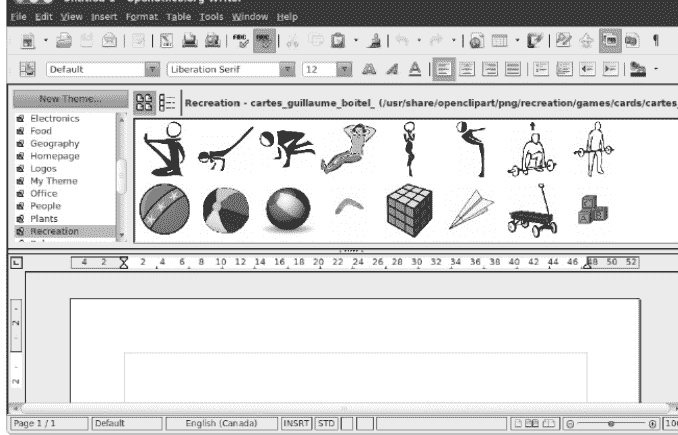 Untitled 1 - OpenOffice.org Writer
File Edit View Insert Format Table Tools Window Help
Default Liberation Serif 12
New Theme... Recreation - cartes_guillaume_boitel_ (/usr/share/openclipart/png/recreation/games/cards/cartes_
Electronics
Food
Geography
Homepage
Logos
My Theme
Office
People
Plants
Recreation
4 2 2 4 6 8 10 12 14 16 18 20 22 24 26 28 30 32 34 36 38 40 42 44 46 48 50 52
2
2
Page 1 / 1 Default English (Canada) INSRT STD 100